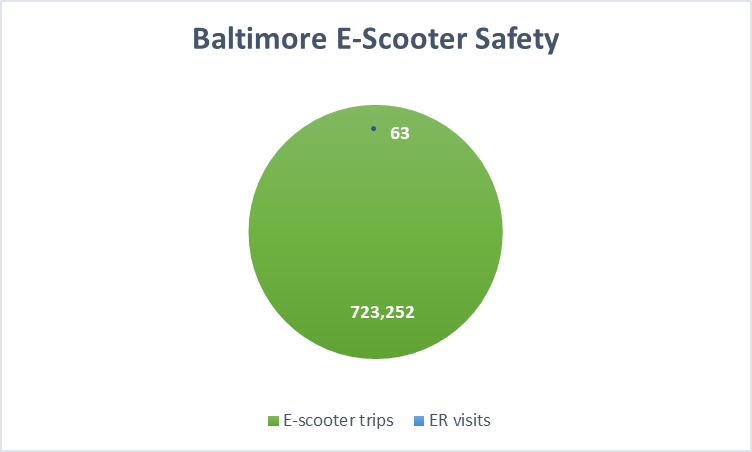 Baltimore E-Scooter Safety
63
723,252
E-scooter trips ER visits